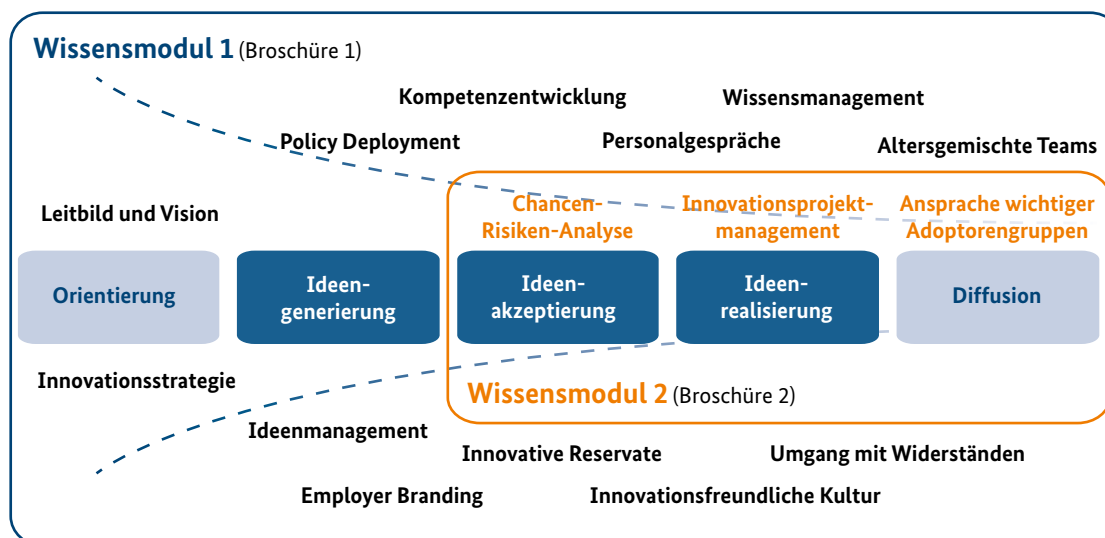 Wissensmodul 1 (Broschüre 1)
Kompetenzentwicklung
Wissensmanagement
Policy Deployment
Personalgespräche
Altersgemischte Teams
Leitbild und Vision
Chancen-
Risiken-Analyse
Innovationsprojekt-
management
Ansprache wichtiger
Adoptorengruppen
Orientierung
Ideen-
generierung
Ideen-
akzeptierung
Ideen-
realisierung
Diffusion
Innovationsstrategie
Wissensmodul 2 (Broschüre 2)
Ideenmanagement
Innovative Reservate
Umgang mit Widerständen
Employer Branding
Innovationsfreundliche Kultur